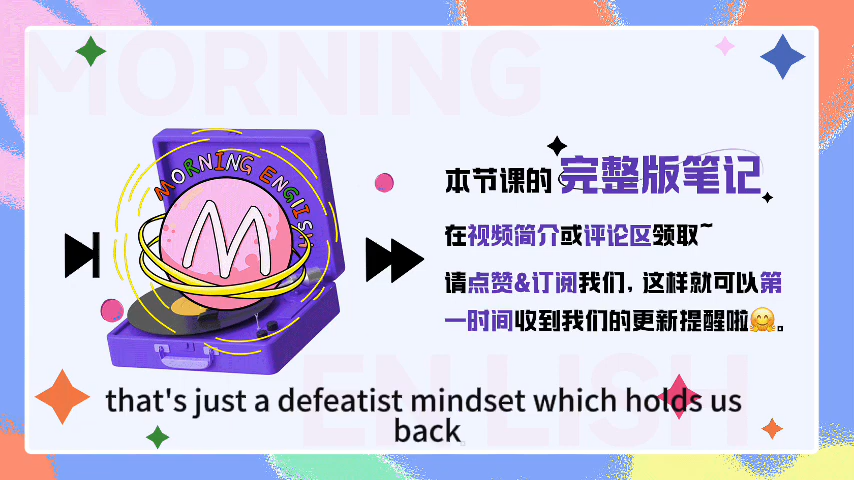 MORNING
MORNING ENGLISH
M
本节课的 完整版笔记
在视频简介或评论区领取~
请点赞&订阅我们，这样就可以第
一时间收到我们的更新提醒啦🤗。
EN LISH
that's just a defeatist mindset which holds us
back